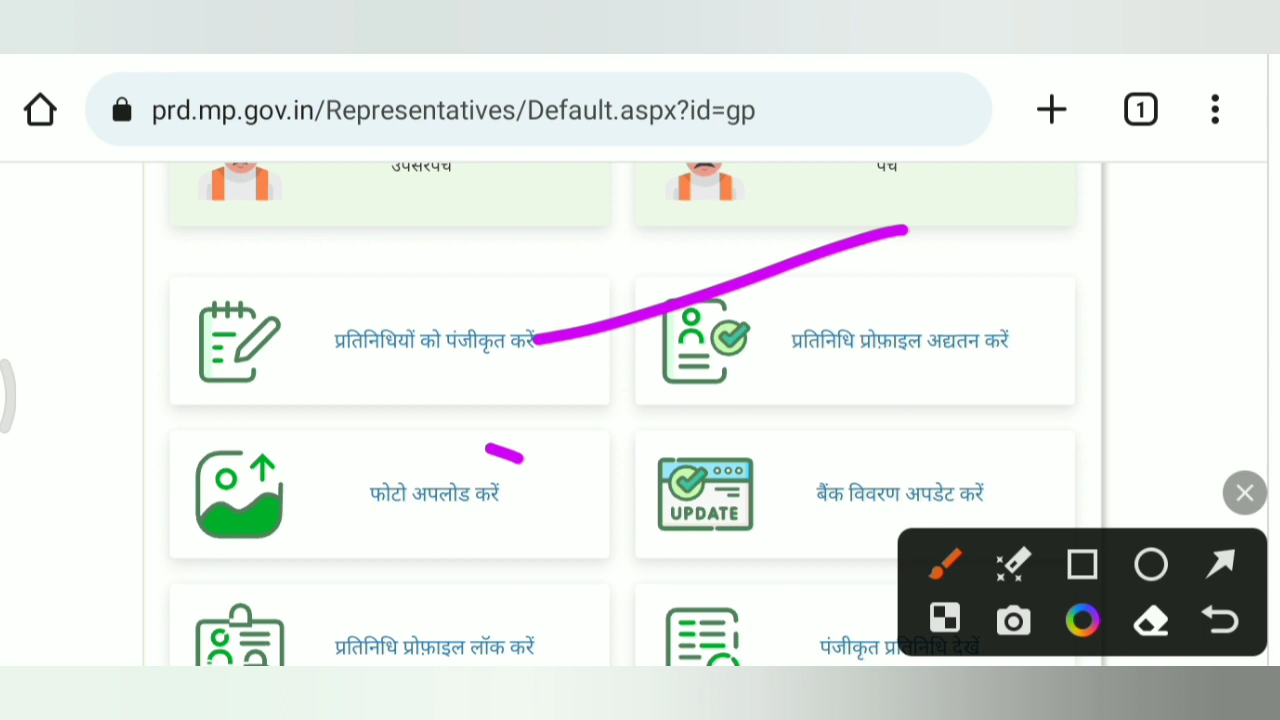 prd.mp.gov.in/Representatives/Default.aspx?id=gp
1
उपसरपंच
पंच
प्रतिनिधियों को पंजीकृत करें
प्रतिनिधि प्रोफ़ाइल अद्यतन करें
फोटो अपलोड करें
UPDATE
बैंक विवरण अपडेट करें
प्रतिनिधि प्रोफ़ाइल लॉक करें
पंजीकृत प्रतिनिधि देखें